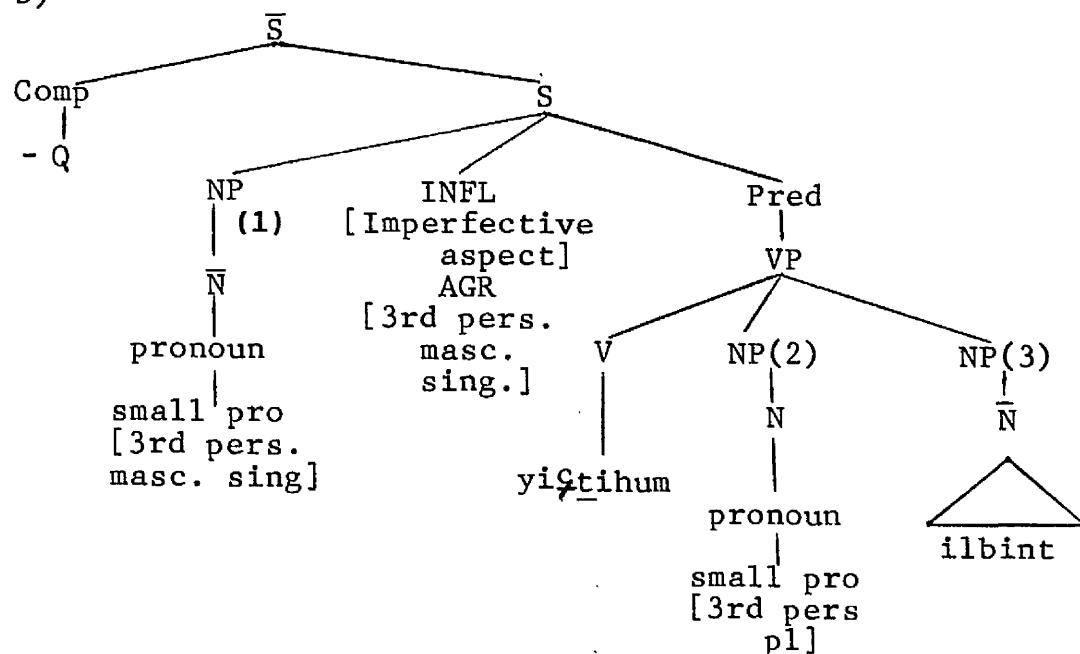 S̅
Comp S
- Q
NP INFL Pred
(1) [Imperfective
aspect] VP
N̅ AGR
[3rd pers.
pronoun masc. V NP(2) NP(3)
sing.]
small pro N N̅
[3rd pers.
masc. sing] yiʕṯihum
pronoun
ilbint
small pro
[3rd pers
pl]